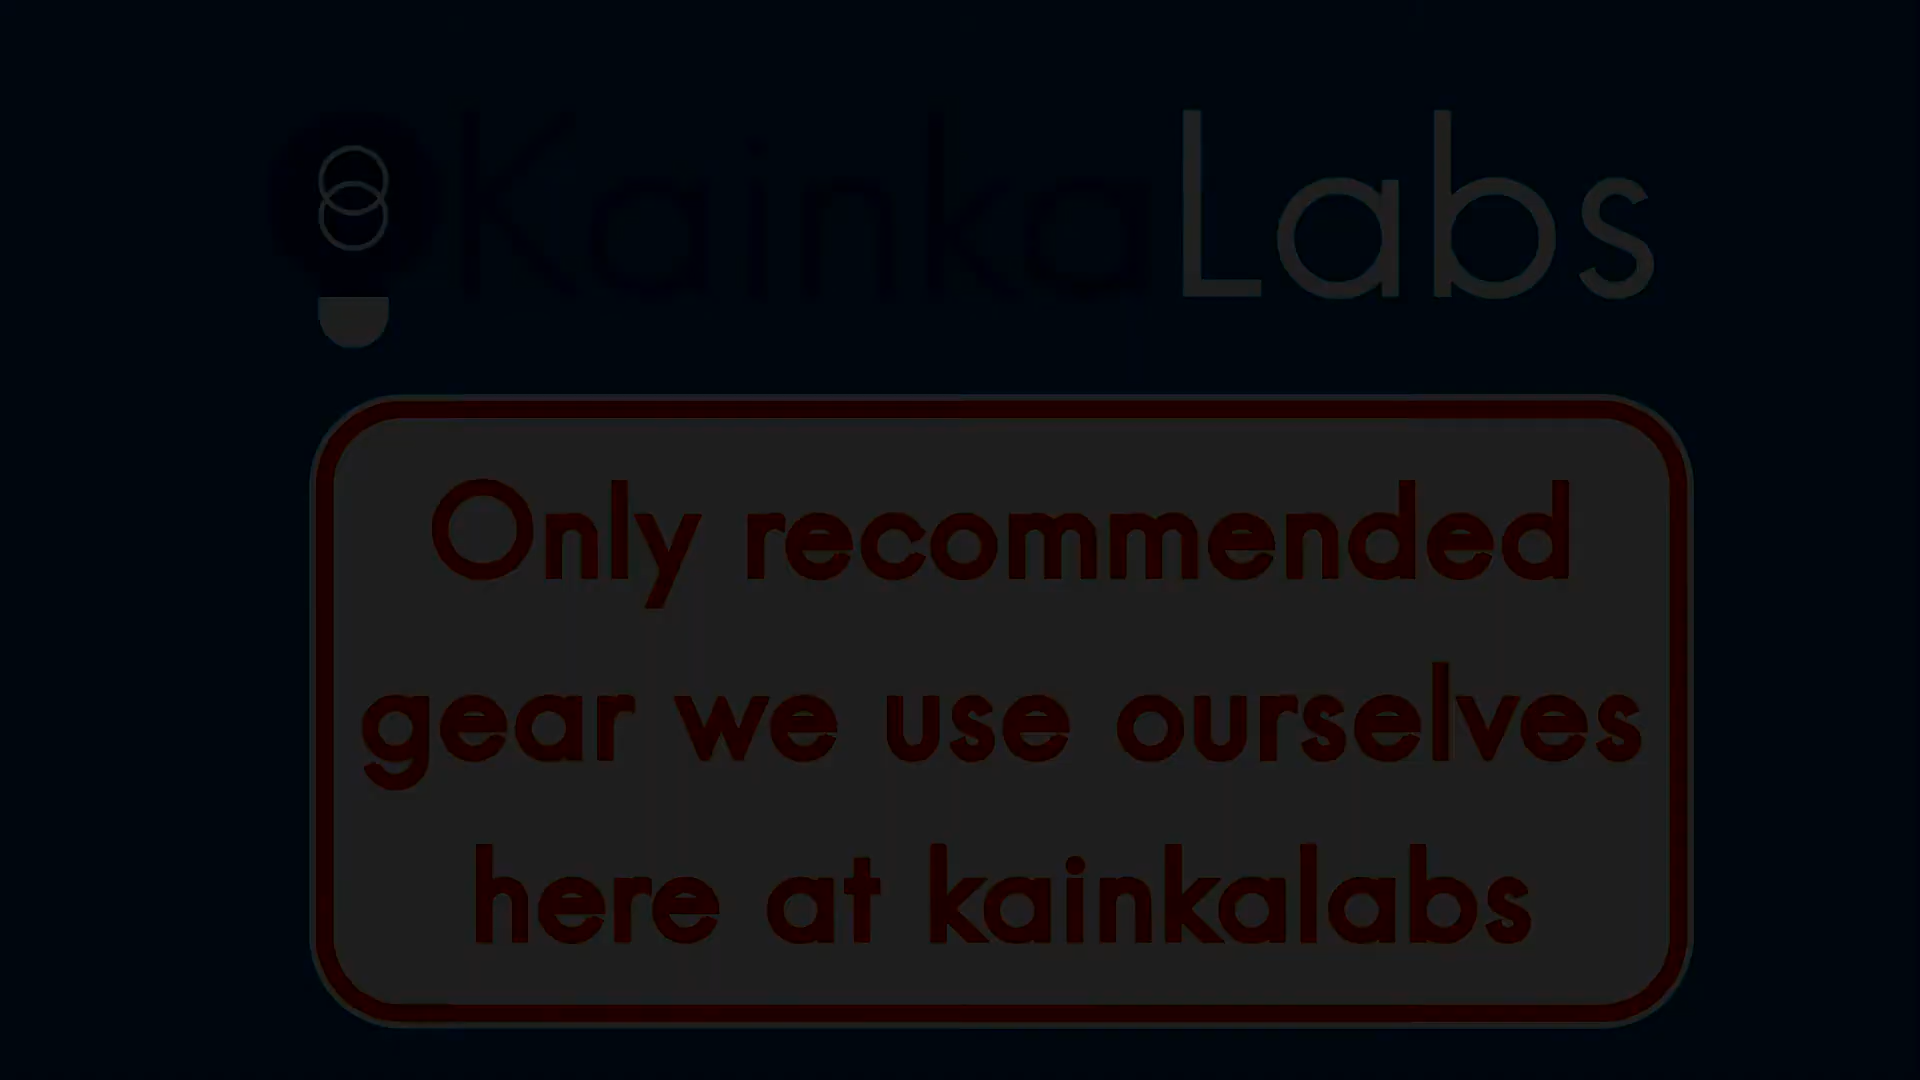 KainkaLabs
Only recommended
gear we use ourselves
here at kainkalabs